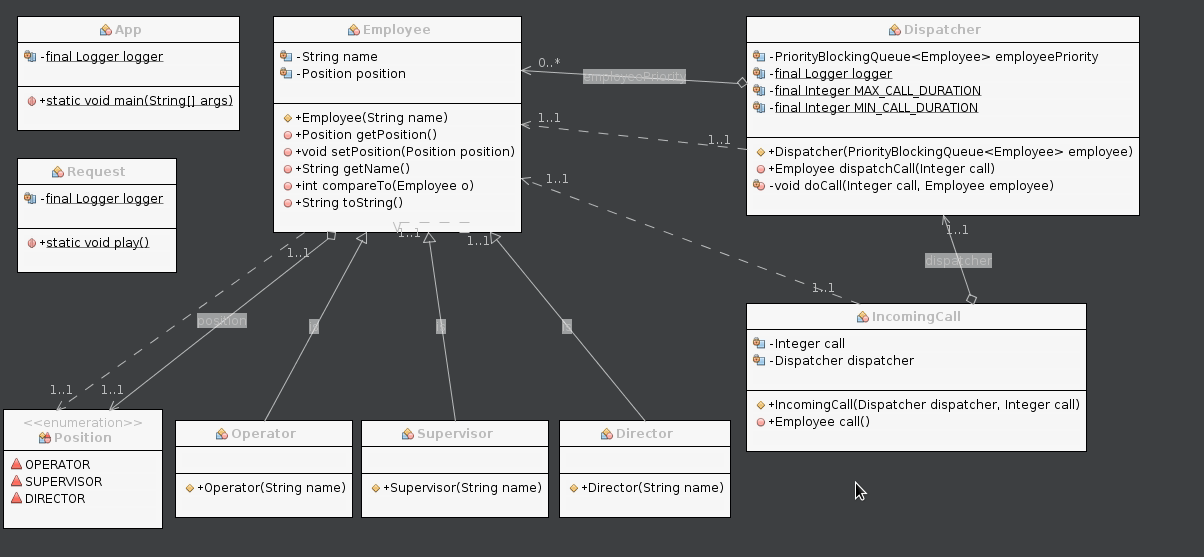 App
-final Logger logger
+static void main(String[] args)
Request
-final Logger logger
+static void play()
Employee
-String name
-Position position
+Employee(String name)
+Position getPosition()
+void setPosition(Position position)
+String getName()
+int compareTo(Employee o)
+String toString()
Dispatcher
-PriorityBlockingQueue<Employee> employeePriority
-final Logger logger
-final Integer MAX_CALL_DURATION
-final Integer MIN_CALL_DURATION
+Dispatcher(PriorityBlockingQueue<Employee> employee)
+Employee dispatchCall(Integer call)
-void doCall(Integer call, Employee employee)
0..*
employeePriority
1..1
1..1
1..1
1..1
dispatcher
1..1
1..1
1..1
1..1
position
1..1
1..1
IncomingCall
-Integer call
-Dispatcher dispatcher
+IncomingCall(Dispatcher dispatcher, Integer call)
+Employee call()
<<enumeration>>
Position
OPERATOR
SUPERVISOR
DIRECTOR
Operator
+Operator(String name)
Supervisor
+Supervisor(String name)
Director
+Director(String name)